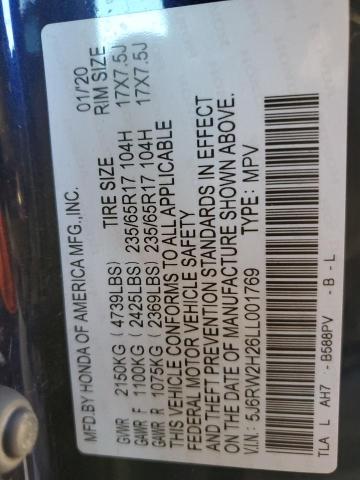 MFD.BY HONDA OF AMERICA MFG.,INC. 01/'20
TIRE SIZE RIM SIZE
GVWR 2150KG (4739LBS)
GAWR F 1100KG (2425LBS) 235/65R17 104H 17X7.5J
GAWR R 1075KG (2369LBS) 235/65R17 104H 17X7.5J
THIS VEHICLE CONFORMS TO ALL APPLICABLE
FEDERAL MOTOR VEHICLE SAFETY
AND THEFT PREVENTION STANDARDS IN EFFECT
ON THE DATE OF MANUFACTURE SHOWN ABOVE.
V.I.N.: 5J6RW2H26LL001769 TYPE: MPV
TLA L AH7 - B588PV - B - L